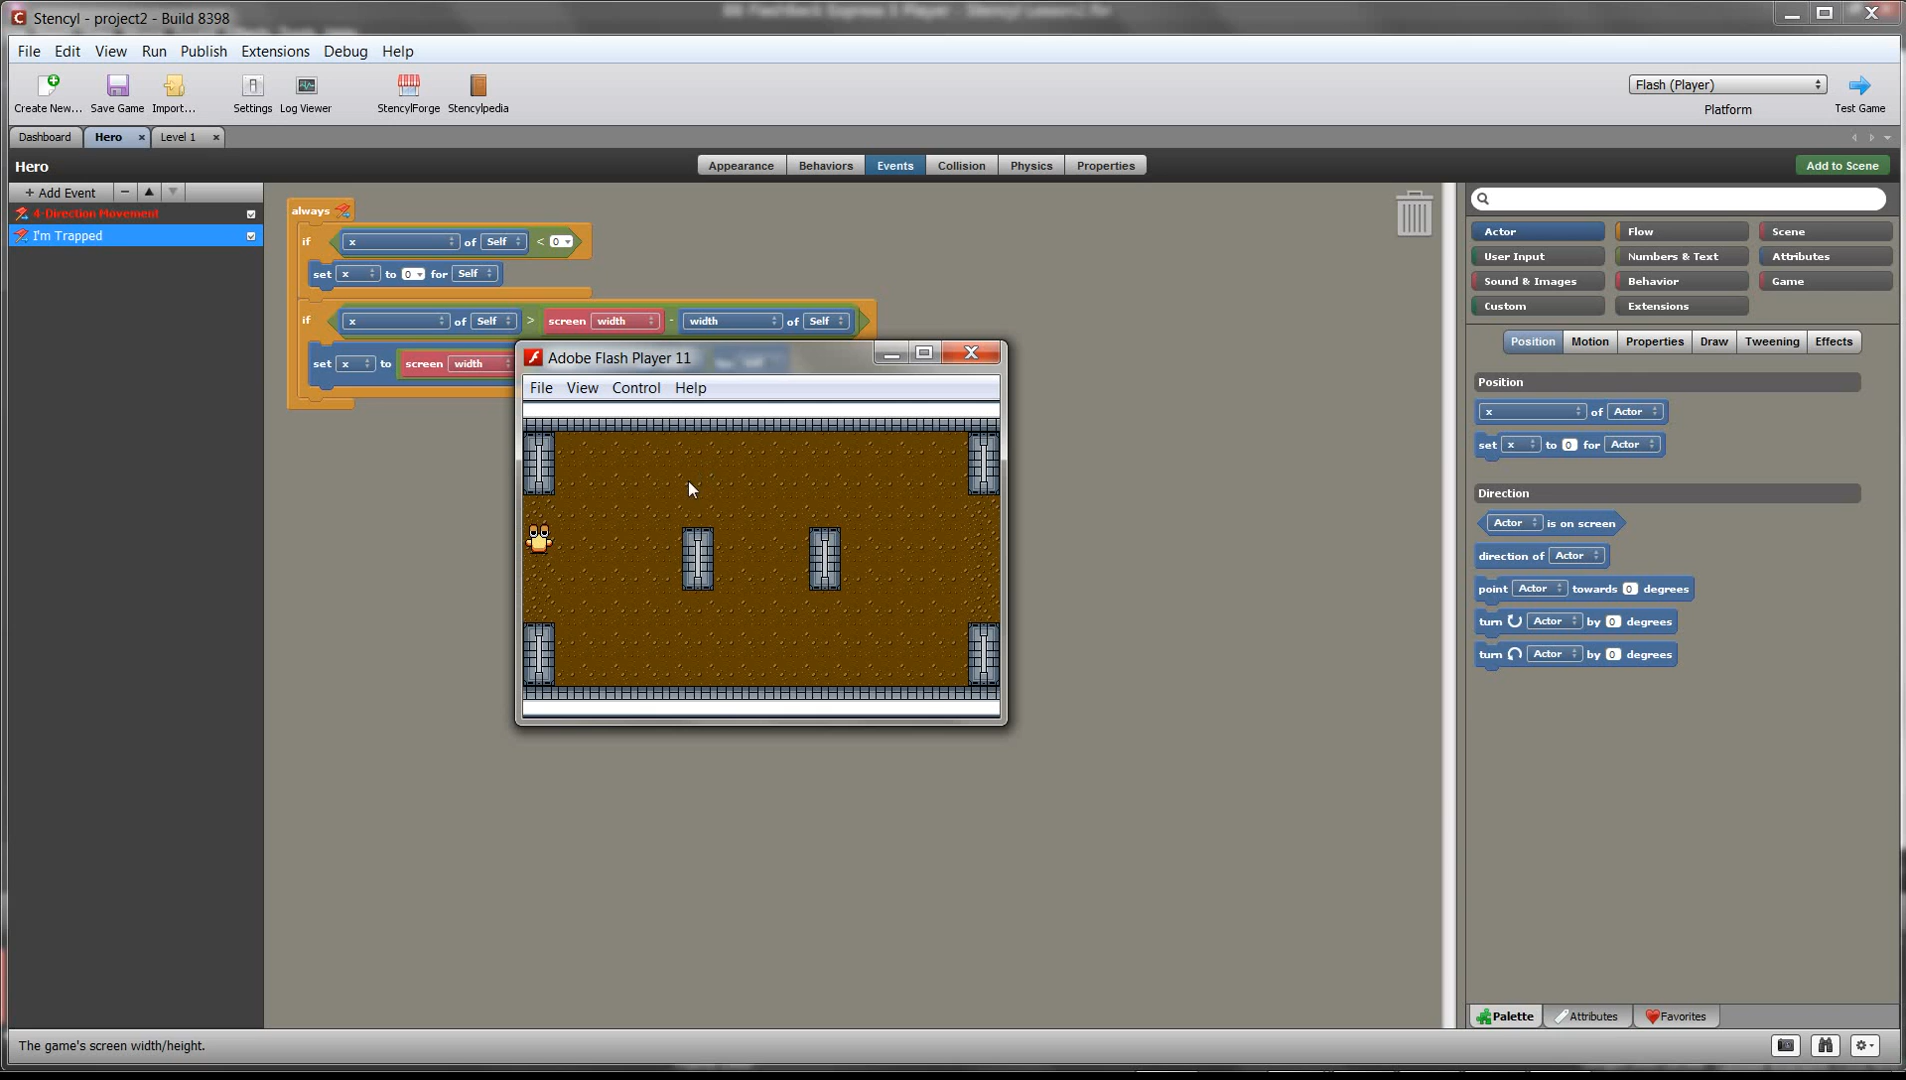 Stencyl - project2 - Build 8398
File Edit View Run Publish Extensions Debug Help
Create New... Save Game Import... Settings Log Viewer StencylForge Stencylpedia
Flash (Player)
Platform
Test Game
Dashboard Hero Level 1
Hero
Appearance Behaviors Events Collision Physics Properties
Add to Scene
+ Add Event
4-Direction Movement
I'm Trapped
always
if x of Self < 0
set x to 0 for Self
if x of Self > screen width - width of Self
set x to screen width
Adobe Flash Player 11
File View Control Help
Actor Flow Scene
User Input Numbers & Text Attributes
Sound & Images Behavior Game
Custom Extensions
Position Motion Properties Draw Tweening Effects
Position
x of Actor
set x to 0 for Actor
Direction
Actor is on screen
direction of Actor
point Actor towards 0 degrees
turn Actor by 0 degrees
turn Actor by 0 degrees
Palette Attributes Favorites
The game's screen width/height.